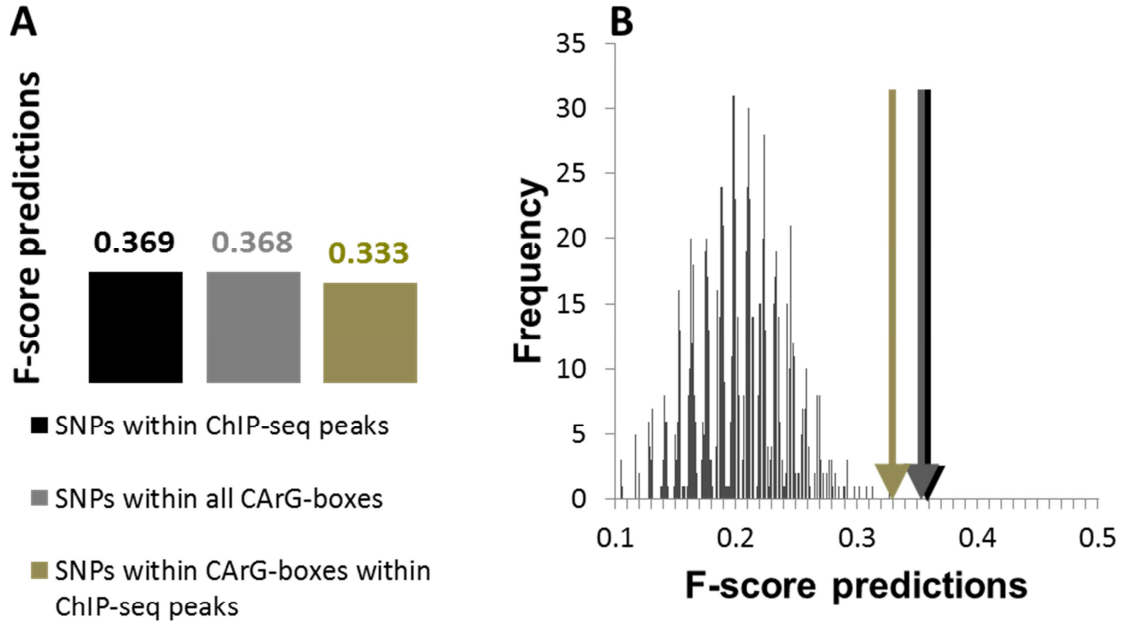 A
F-score predictions
0.369
0.368
0.333
SNPs within ChIP-seq peaks
SNPs within all CArG-boxes
SNPs within CArG-boxes within
ChIP-seq peaks
B
Frequency
35
30
25
20
15
10
5
0
0.1 0.2 0.3 0.4 0.5
F-score predictions